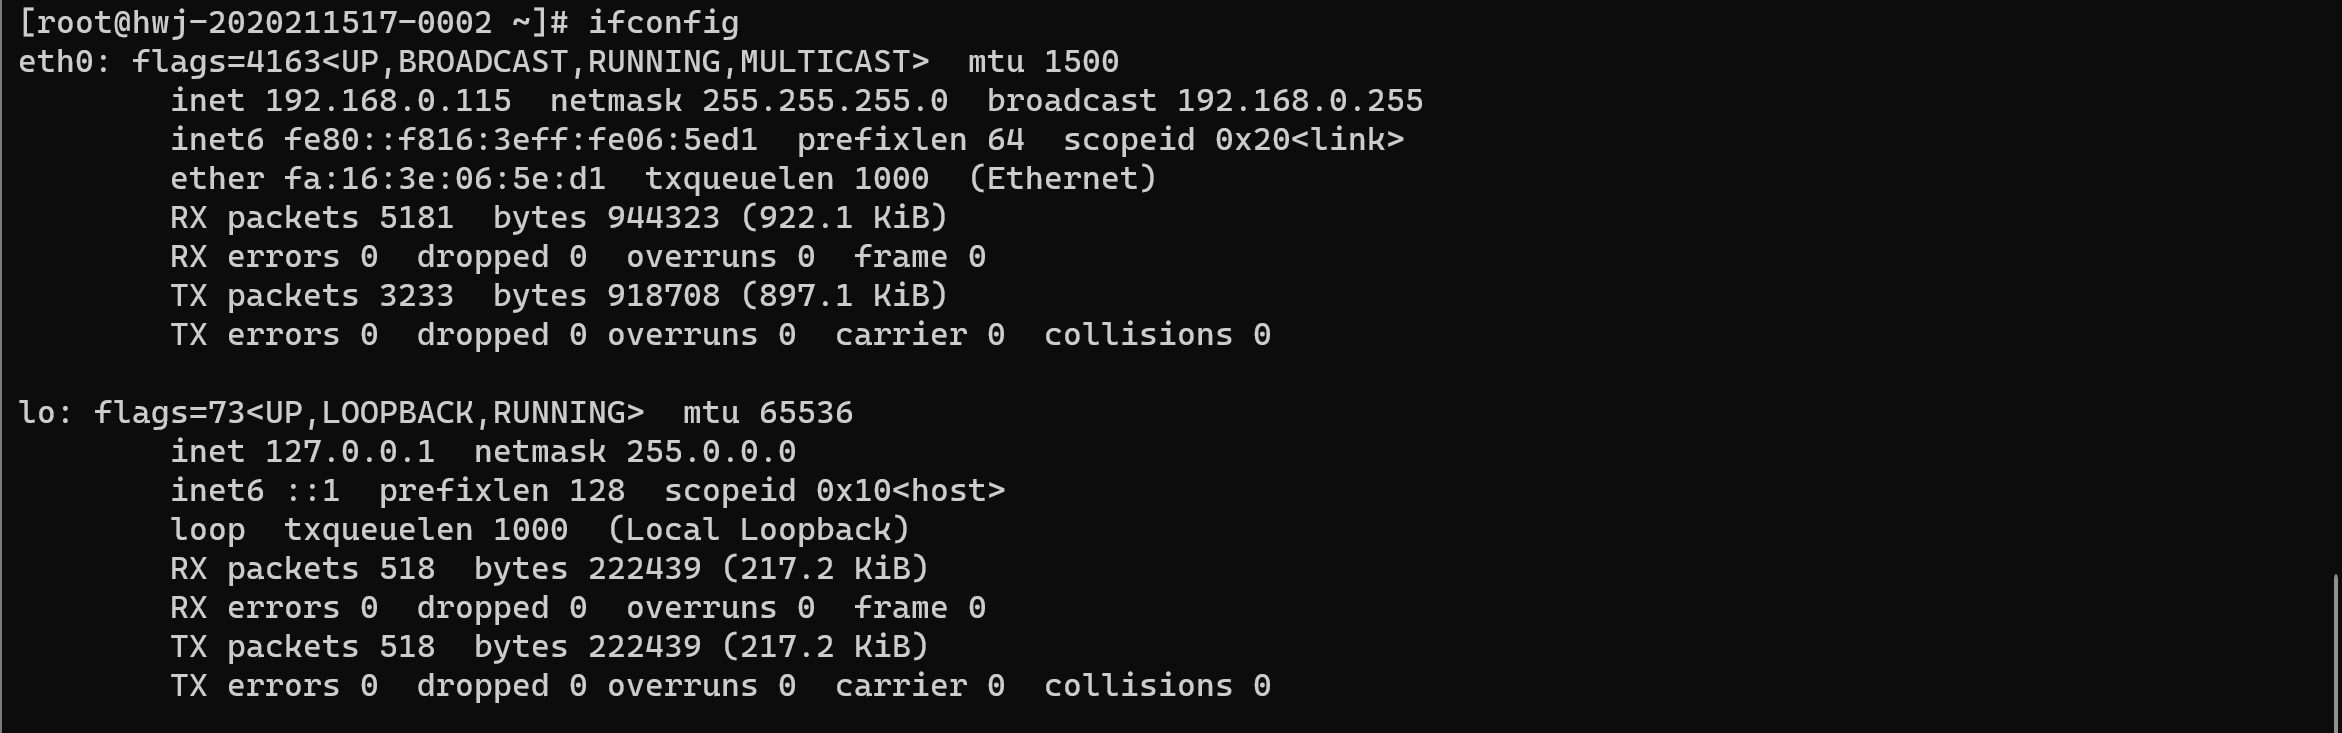 [root@hwj-2020211517-0002 ~]# ifconfig
eth0: flags=4163<UP,BROADCAST,RUNNING,MULTICAST>  mtu 1500
        inet 192.168.0.115  netmask 255.255.255.0  broadcast 192.168.0.255
        inet6 fe80::f816:3eff:fe06:5ed1  prefixlen 64  scopeid 0x20<link>
        ether fa:16:3e:06:5e:d1  txqueuelen 1000  (Ethernet)
        RX packets 5181  bytes 944323 (922.1 KiB)
        RX errors 0  dropped 0  overruns 0  frame 0
        TX packets 3233  bytes 918708 (897.1 KiB)
        TX errors 0  dropped 0 overruns 0  carrier 0  collisions 0

lo: flags=73<UP,LOOPBACK,RUNNING>  mtu 65536
        inet 127.0.0.1  netmask 255.0.0.0
        inet6 ::1  prefixlen 128  scopeid 0x10<host>
        loop  txqueuelen 1000  (Local Loopback)
        RX packets 518  bytes 222439 (217.2 KiB)
        RX errors 0  dropped 0  overruns 0  frame 0
        TX packets 518  bytes 222439 (217.2 KiB)
        TX errors 0  dropped 0 overruns 0  carrier 0  collisions 0